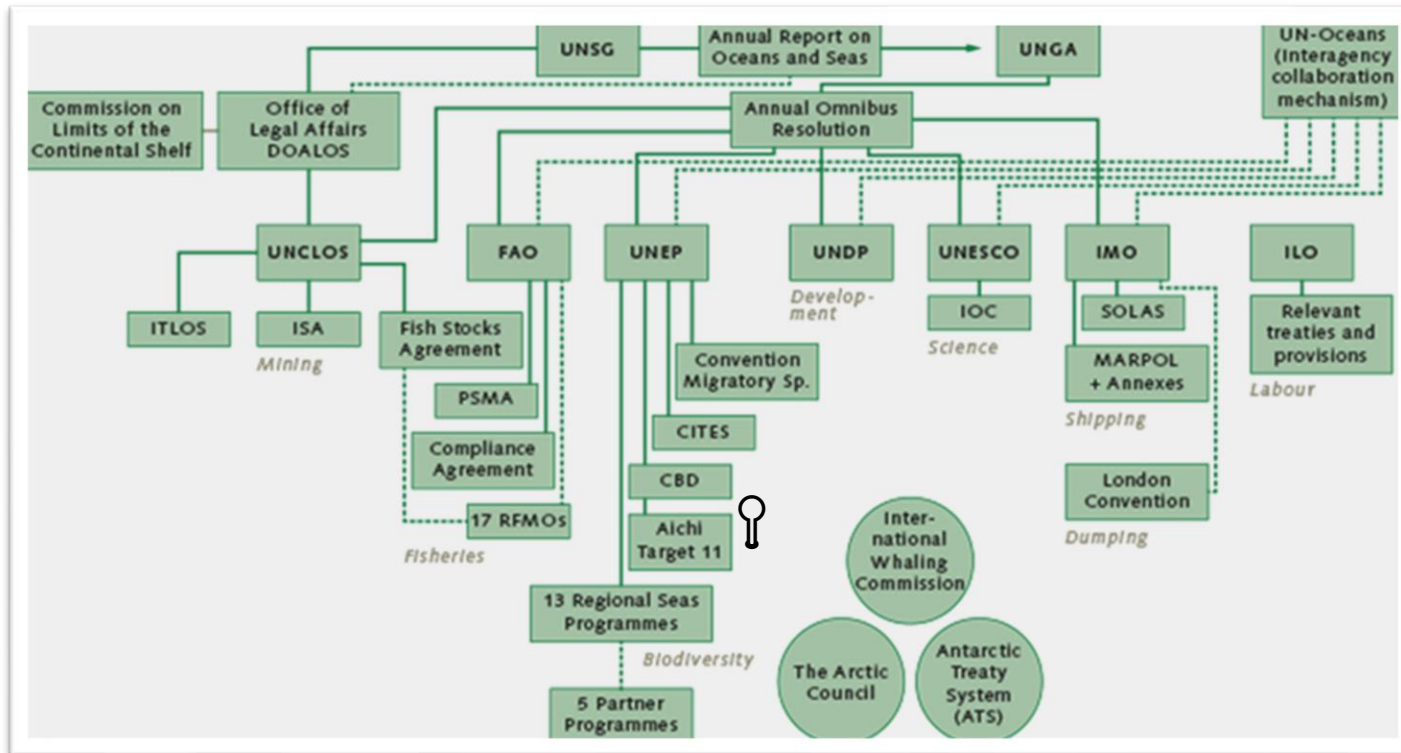 UNSG
Annual Report on
Oceans and Seas
UNGA
UN-Oceans
(Interagency
collaboration
mechanism)
Commission on
Limits of the
Continental Shelf
Office of
Legal Affairs
DOALOS
Annual Omnibus
Resolution
UNCLOS
FAO
UNEP
UNDP
UNESCO
IMO
ILO
Develop-
ment
ITLOS
ISA
Mining
Fish Stocks
Agreement
IOC
Science
SOLAS
Relevant
treaties and
provisions
Labour
Convention
Migratory Sp.
MARPOL
+ Annexes
Shipping
PSMA
CITES
Compliance
Agreement
CBD
London
Convention
Dumping
17 RFMOs
Fisheries
Aichi
Target 11
Inter-
national
Whaling
Commission
13 Regional Seas
Programmes
Biodiversity
The Arctic
Council
Antarctic
Treaty
System
(ATS)
5 Partner
Programmes